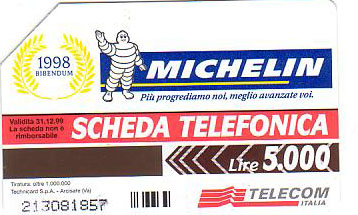 1998
BIBENDUM
MICHELIN
Più progrediamo noi, meglio avanzate voi.
Validità 31.12.99
La scheda non è
rimborsabile
SCHEDA TELEFONICA
Lire 5.000
Tiratura: oltre 1.000.000
Technicard S.p.A. - Arcisate (Va)
213081857
TELECOM
ITALIA